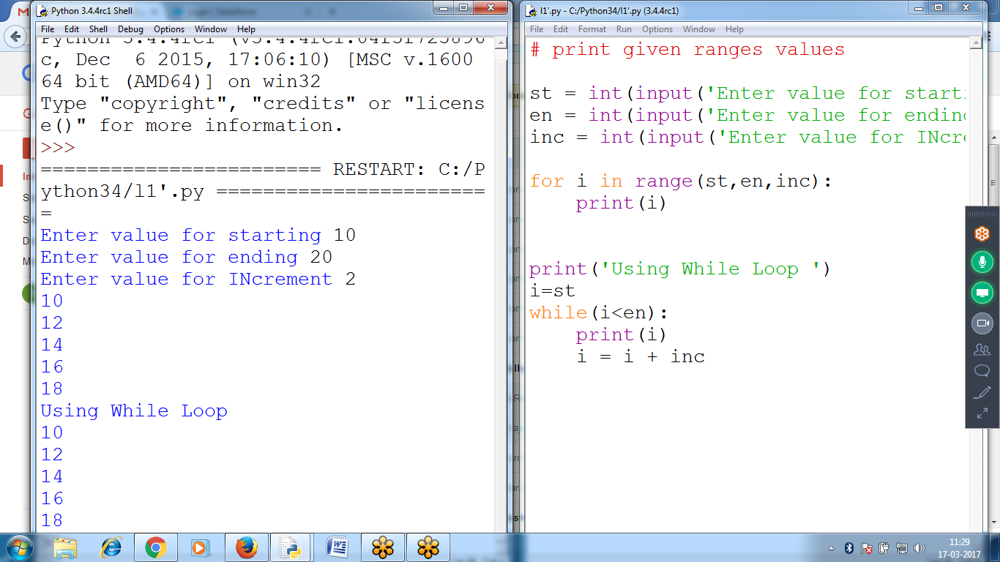 Python 3.4.4rc1 Shell
File Edit Shell Debug Options Window Help
c, Dec  6 2015, 17:06:10) [MSC v.1600
64 bit (AMD64)] on win32
Type "copyright", "credits" or "licens
e()" for more information.
>>>
======================== RESTART: C:/P
ython34/l1'.py =======================
=
Enter value for starting 10
Enter value for ending 20
Enter value for INcrement 2
10
12
14
16
18
Using While Loop
10
12
14
16
18
l1'.py - C:/Python34/l1'.py (3.4.4rc1)
File Edit Format Run Options Window Help
# print given ranges values
st = int(input('Enter value for starti
en = int(input('Enter value for ending
inc = int(input('Enter value for INcre
for i in range(st,en,inc):
    print(i)
print('Using While Loop ')
i=st
while(i<en):
    print(i)
    i = i + inc
11:29
17-03-2017